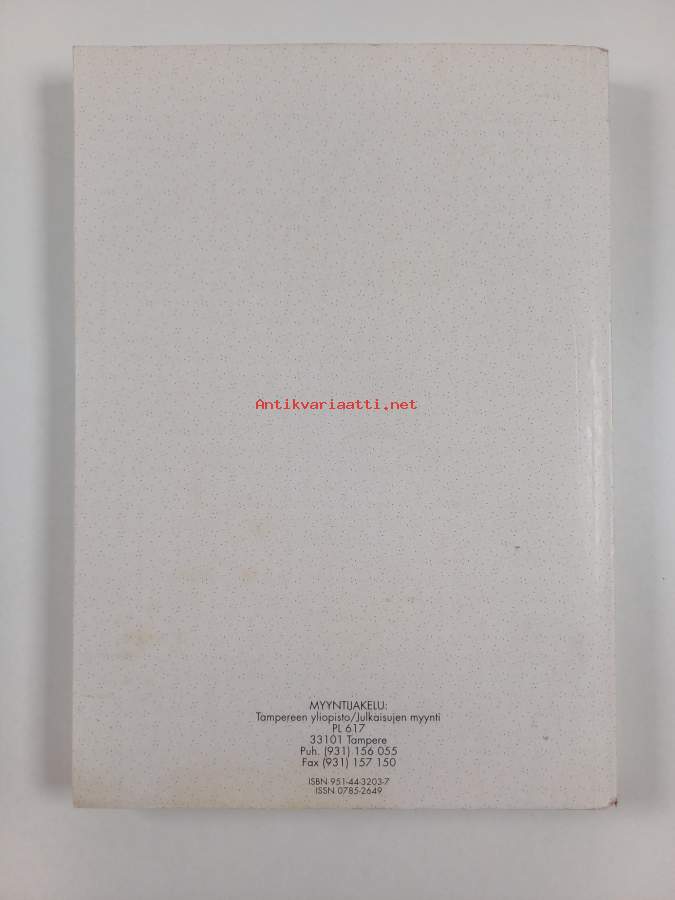 Antikvariaatti.net
MYYNTIJAKELU:
Tampereen yliopisto/Julkaisujen myynti
PL 617
33101 Tampere
Puh. (931) 156 055
Fax (931) 157 150
ISBN 951-44-3203-7
ISSN 0785-2649